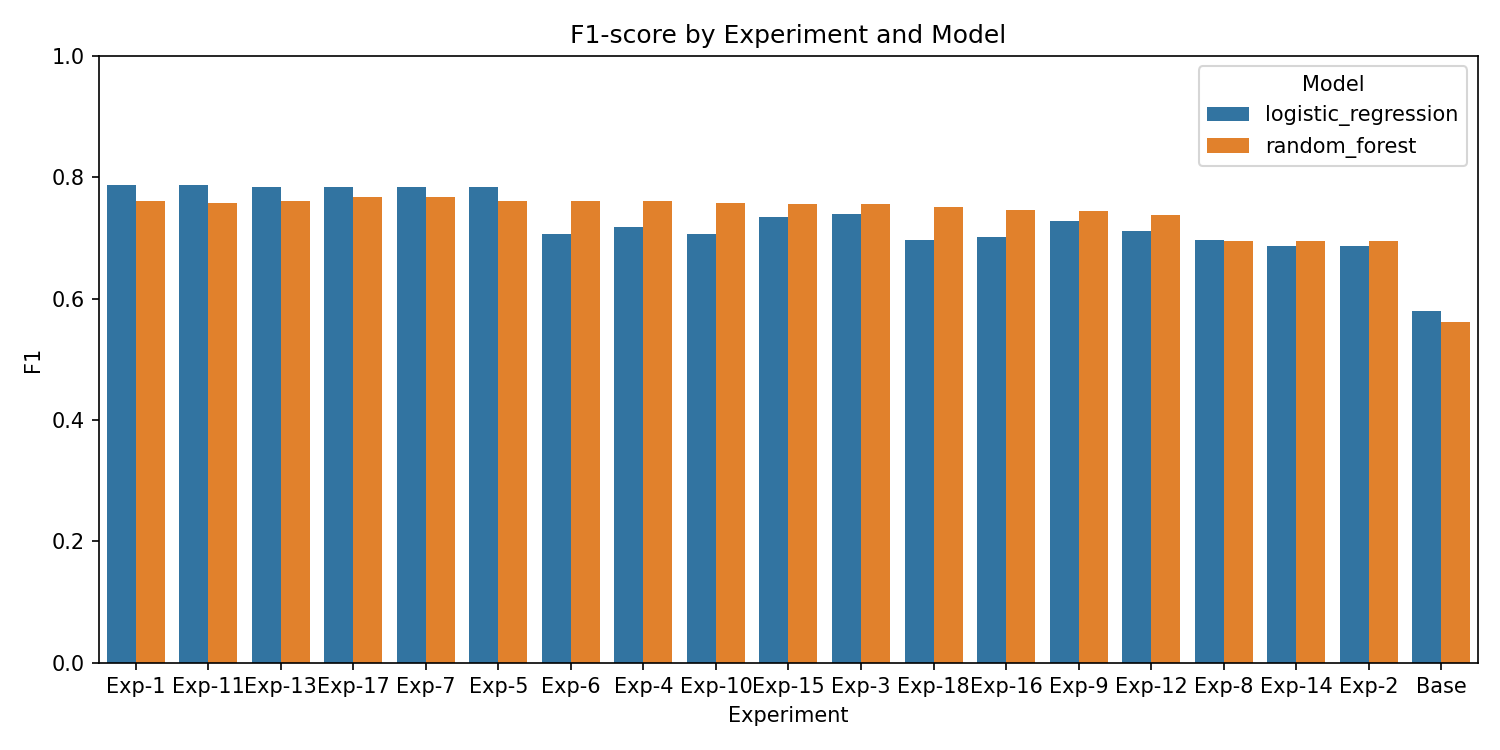 F1-score by Experiment and Model
Model
logistic_regression
random_forest
1.0
0.8
0.6
0.4
0.2
0.0
F1
Exp-1 Exp-11 Exp-13 Exp-17 Exp-7 Exp-5 Exp-6 Exp-4 Exp-10 Exp-15 Exp-3 Exp-18 Exp-16 Exp-9 Exp-12 Exp-8 Exp-14 Exp-2 Base
Experiment